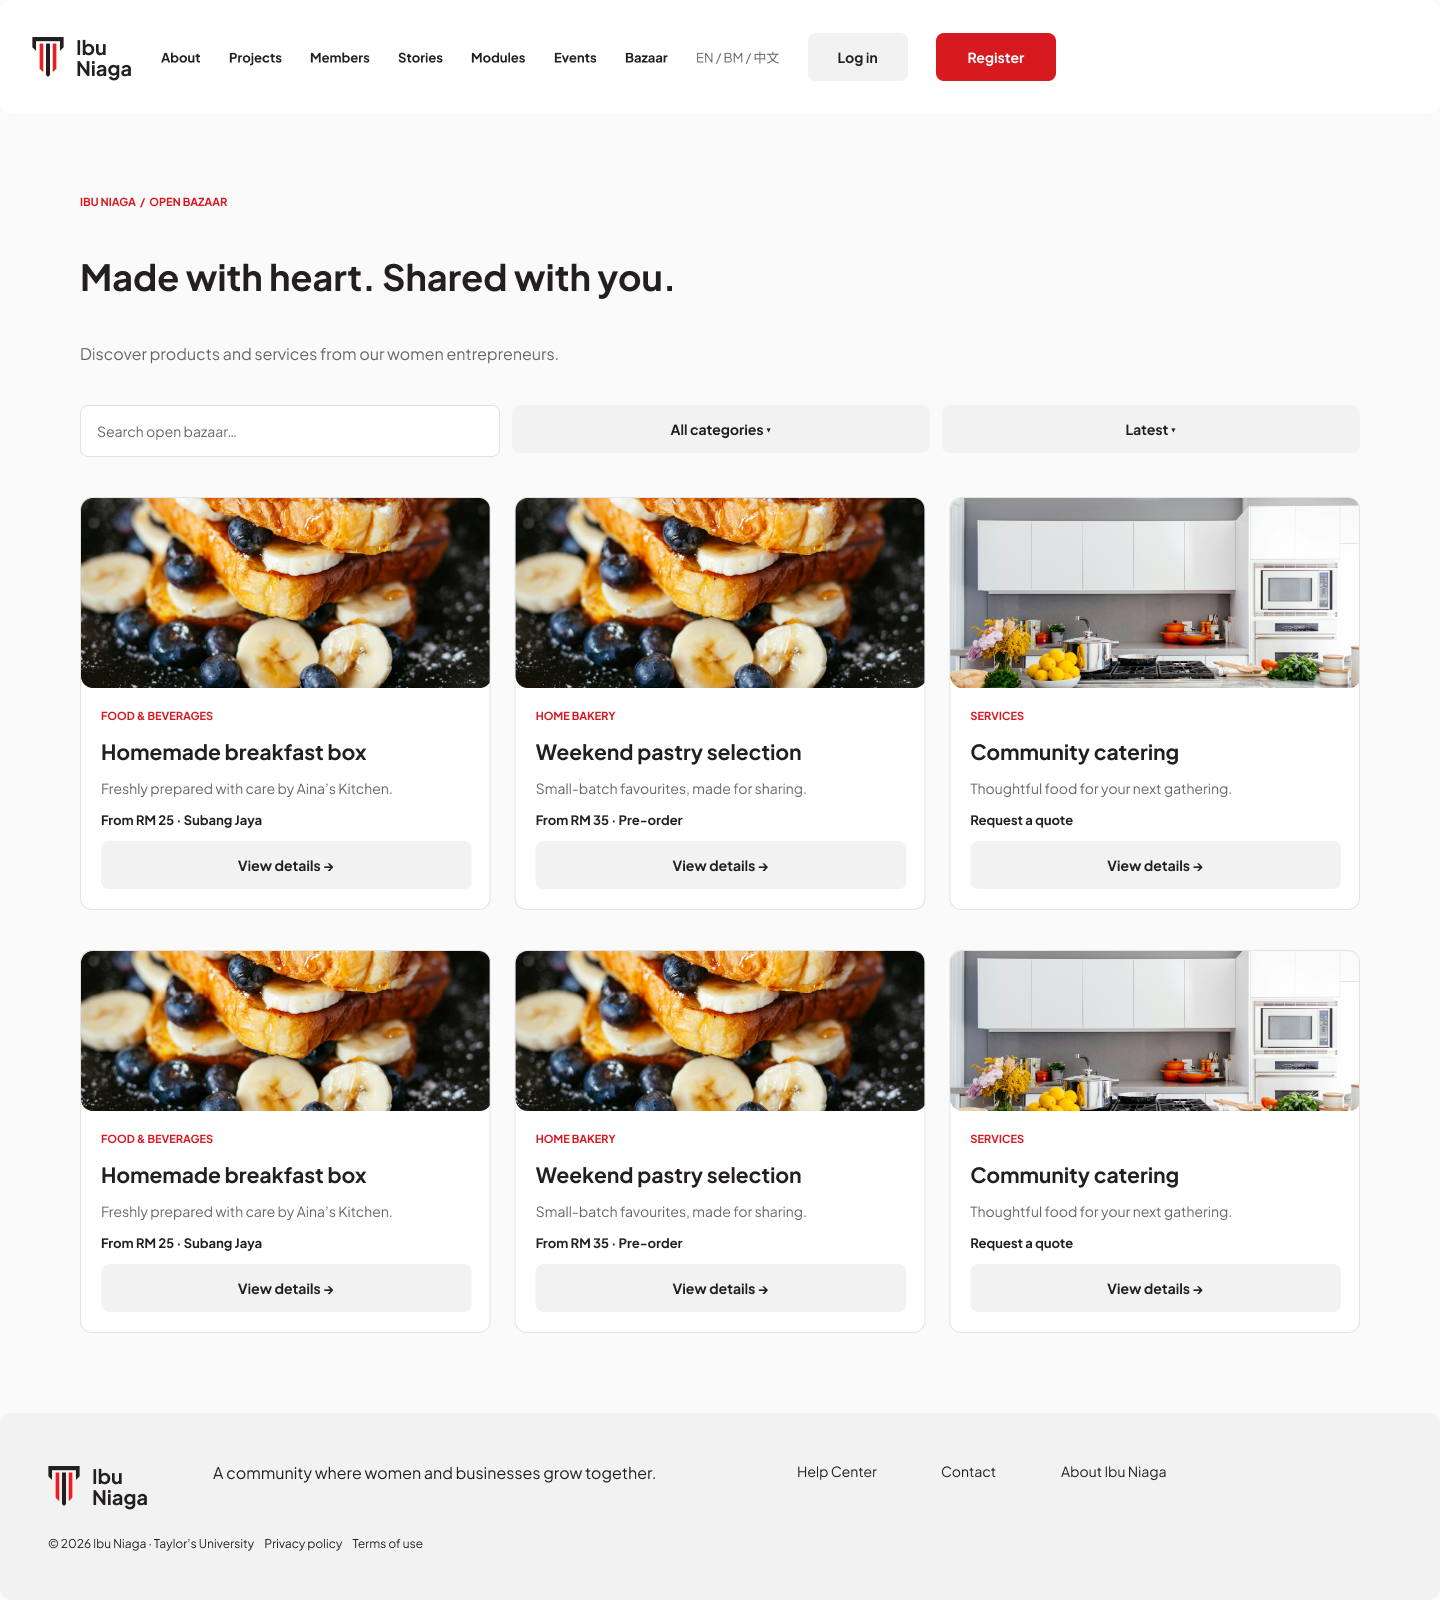 Ibu
Niaga
About Projects Members Stories Modules Events Bazaar EN / BM / 中文 Log in Register
IBU NIAGA / OPEN BAZAAR
Made with heart. Shared with you.
Discover products and services from our women entrepreneurs.
Search open bazaar… All categories ▾ Latest ▾
FOOD & BEVERAGES
Homemade breakfast box
Freshly prepared with care by Aina’s Kitchen.
From RM 25 · Subang Jaya
View details →
HOME BAKERY
Weekend pastry selection
Small-batch favourites, made for sharing.
From RM 35 · Pre-order
View details →
SERVICES
Community catering
Thoughtful food for your next gathering.
Request a quote
View details →
FOOD & BEVERAGES
Homemade breakfast box
Freshly prepared with care by Aina’s Kitchen.
From RM 25 · Subang Jaya
View details →
HOME BAKERY
Weekend pastry selection
Small-batch favourites, made for sharing.
From RM 35 · Pre-order
View details →
SERVICES
Community catering
Thoughtful food for your next gathering.
Request a quote
View details →
Ibu
Niaga
A community where women and businesses grow together.
Help Center Contact About Ibu Niaga
© 2026 Ibu Niaga · Taylor’s University Privacy policy Terms of use